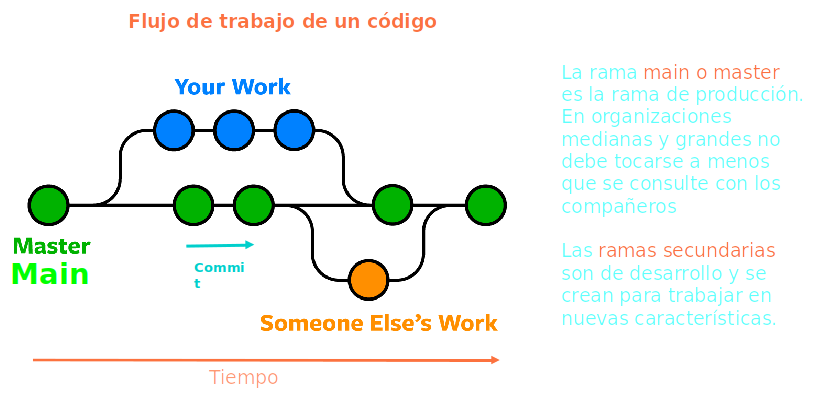 Flujo de trabajo de un código
Your Work
Master
Main
Commi
t
Someone Else's Work
Tiempo
La rama main o master
es la rama de producción.
En organizaciones
medianas y grandes no
debe tocarse a menos
que se consulte con los
compañeros
Las ramas secundarias
son de desarrollo y se
crean para trabajar en
nuevas características.